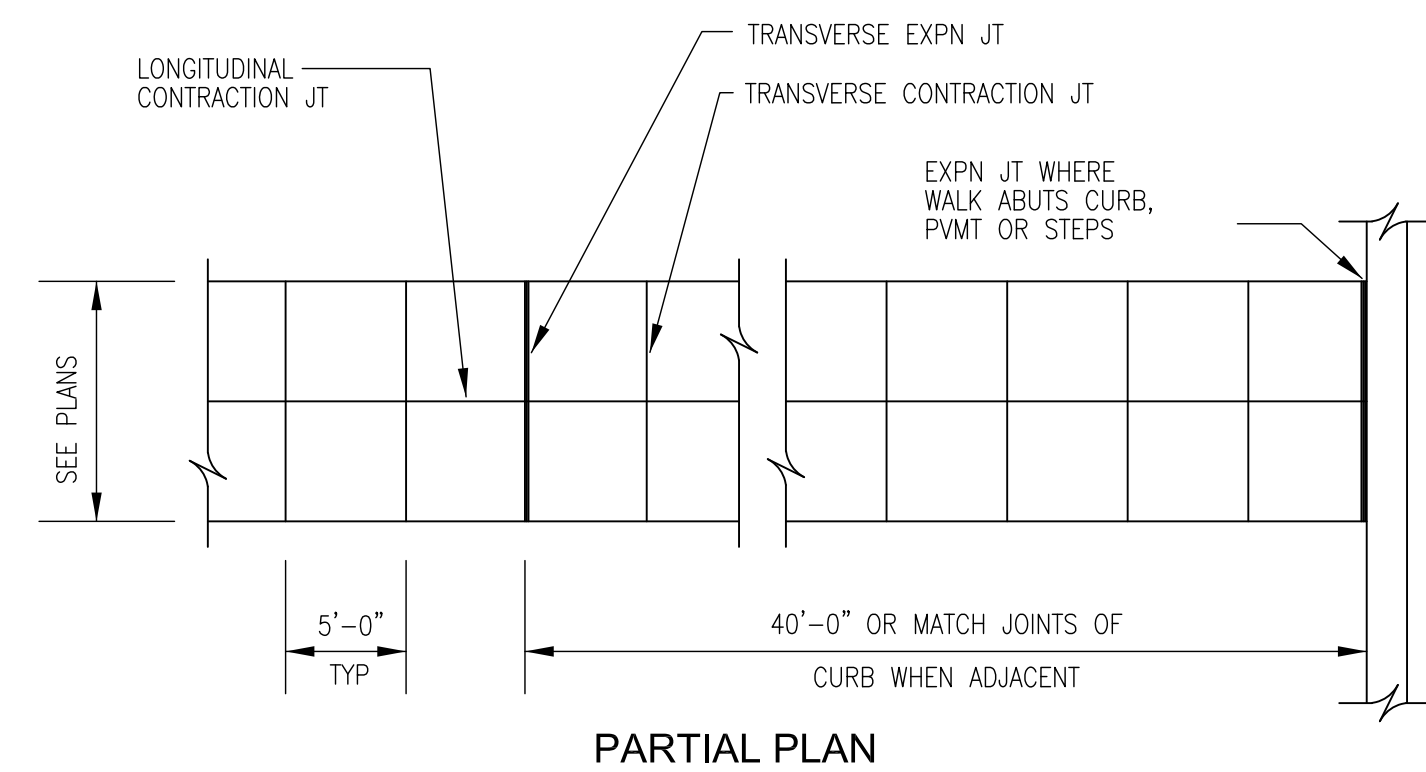 TRANSVERSE EXPN JT
LONGITUDINAL
CONTRACTION JT
TRANSVERSE CONTRACTION JT
EXPN JT WHERE
WALK ABUTS CURB,
PVMT OR STEPS
SEE PLANS
5'-0"
TYP
40'-0" OR MATCH JOINTS OF
CURB WHEN ADJACENT
PARTIAL PLAN